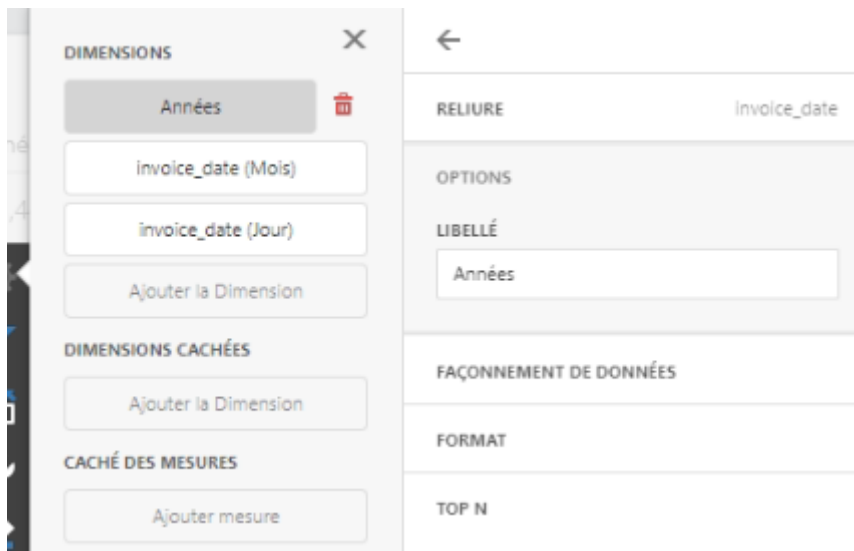 DIMENSIONS
Années
invoice_date (Mois)
invoice_date (Jour)
Ajouter la Dimension
DIMENSIONS CACHÉES
Ajouter la Dimension
CACHÉ DES MESURES
Ajouter mesure
RELIURE invoice_date
OPTIONS
LIBELLÉ
Années
FAÇONNEMENT DE DONNÉES
FORMAT
TOP N